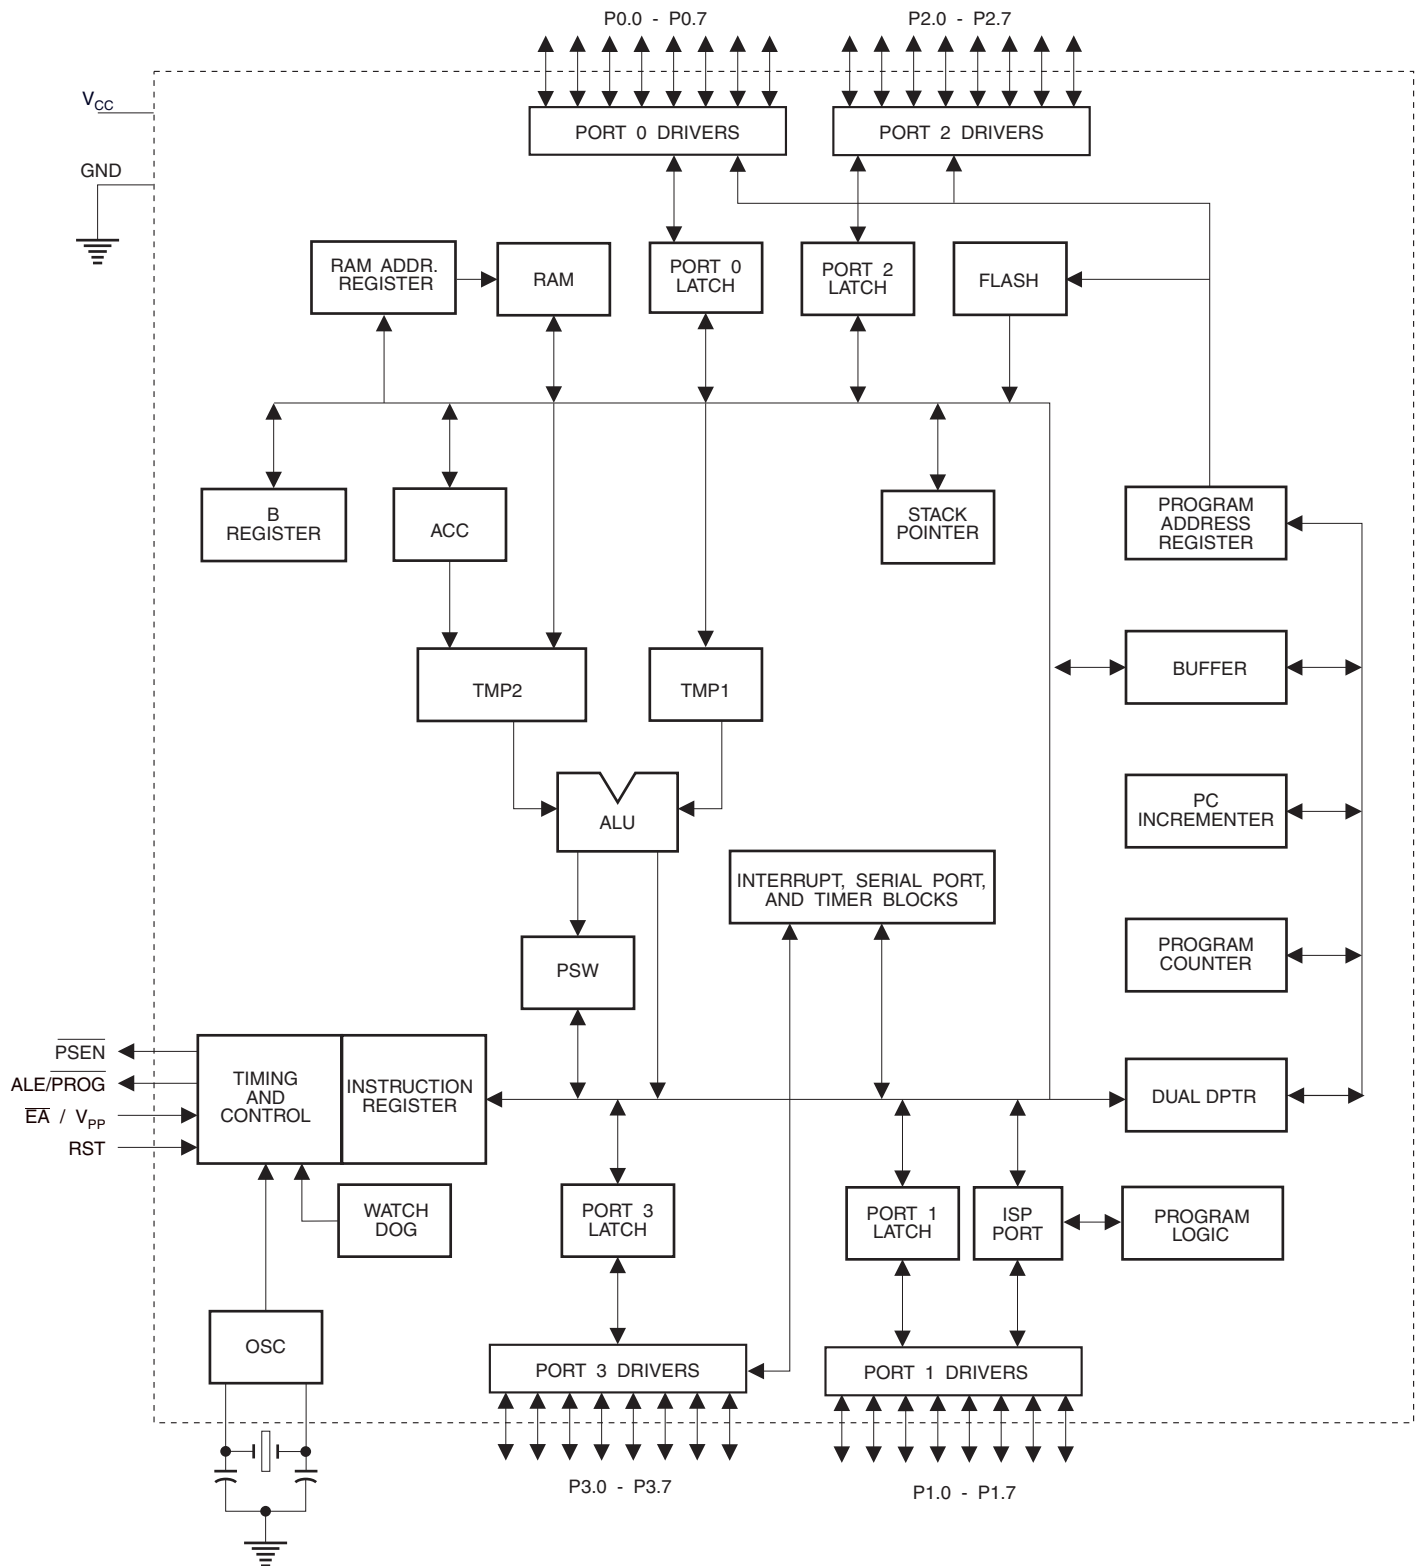 P0.0 - P0.7
P2.0 - P2.7
VCC
PORT 0 DRIVERS
PORT 2 DRIVERS
GND
RAM ADDR.
REGISTER
RAM
PORT 0
LATCH
PORT 2
LATCH
FLASH
B
REGISTER
ACC
STACK
POINTER
PROGRAM
ADDRESS
REGISTER
BUFFER
TMP2
TMP1
PC
INCREMENTER
ALU
INTERRUPT, SERIAL PORT,
AND TIMER BLOCKS
PROGRAM
COUNTER
PSW
PSEN
ALE/PROG
EA / VPP
RST
TIMING
AND
CONTROL
INSTRUCTION
REGISTER
DUAL DPTR
WATCH
DOG
PORT 3
LATCH
PORT 1
LATCH
ISP
PORT
PROGRAM
LOGIC
OSC
PORT 3 DRIVERS
PORT 1 DRIVERS
P3.0 - P3.7
P1.0 - P1.7